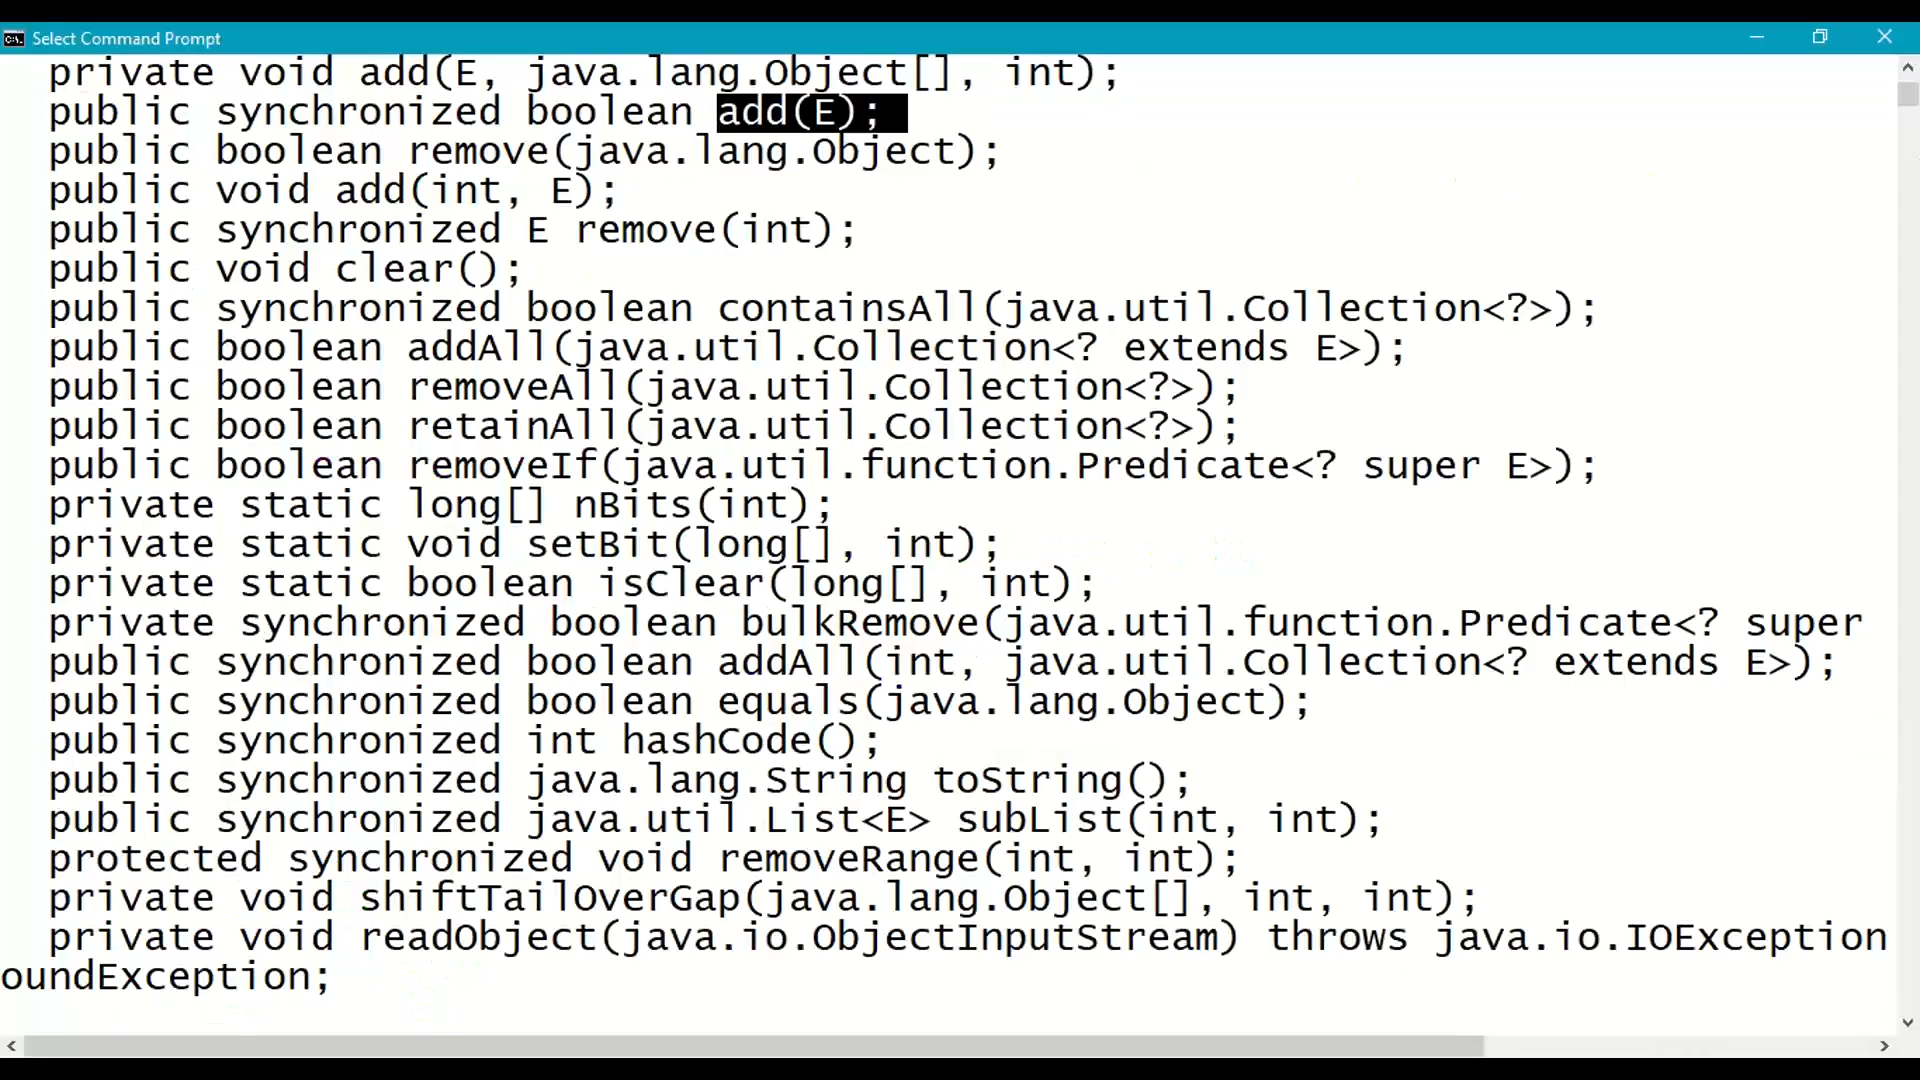 Select Command Prompt
private void add(E, java.lang.Object[], int);
public synchronized boolean add(E);
public boolean remove(java.lang.Object);
public void add(int, E);
public synchronized E remove(int);
public void clear();
public synchronized boolean containsAll(java.util.Collection<?>);
public boolean addAll(java.util.Collection<? extends E>);
public boolean removeAll(java.util.Collection<?>);
public boolean retainAll(java.util.Collection<?>);
public boolean removeIf(java.util.function.Predicate<? super E>);
private static long[] nBits(int);
private static void setBit(long[], int);
private static boolean isClear(long[], int);
private synchronized boolean bulkRemove(java.util.function.Predicate<? super
public synchronized boolean addAll(int, java.util.Collection<? extends E>);
public synchronized boolean equals(java.lang.Object);
public synchronized int hashCode();
public synchronized java.lang.String toString();
public synchronized java.util.List<E> subList(int, int);
protected synchronized void removeRange(int, int);
private void shiftTailOverGap(java.lang.Object[], int, int);
private void readObject(java.io.ObjectInputStream) throws java.io.IOException
oundException;